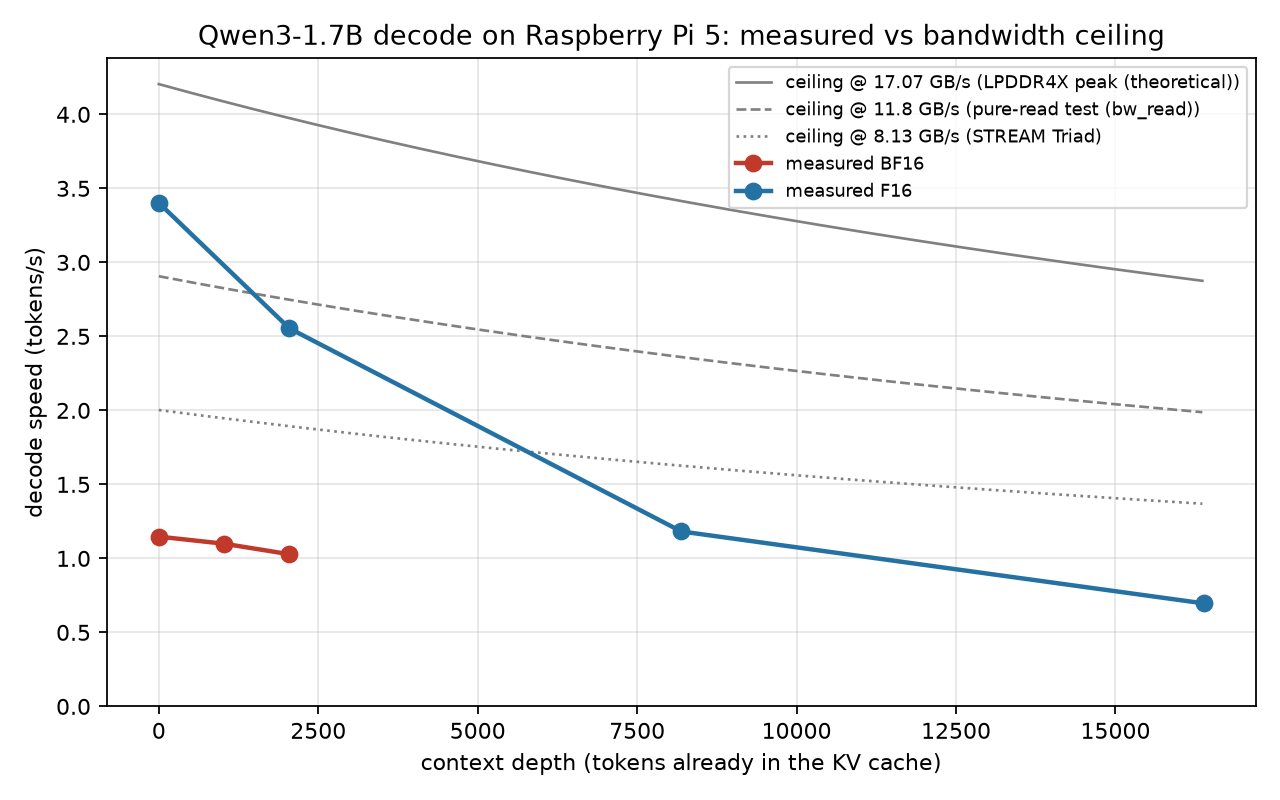 Qwen3-1.7B decode on Raspberry Pi 5: measured vs bandwidth ceiling
ceiling @ 17.07 GB/s (LPDDR4X peak (theoretical))
ceiling @ 11.8 GB/s (pure-read test (bw_read))
ceiling @ 8.13 GB/s (STREAM Triad)
measured BF16
measured F16
decode speed (tokens/s)
4.0
3.5
3.0
2.5
2.0
1.5
1.0
0.5
0.0
0 2500 5000 7500 10000 12500 15000
context depth (tokens already in the KV cache)